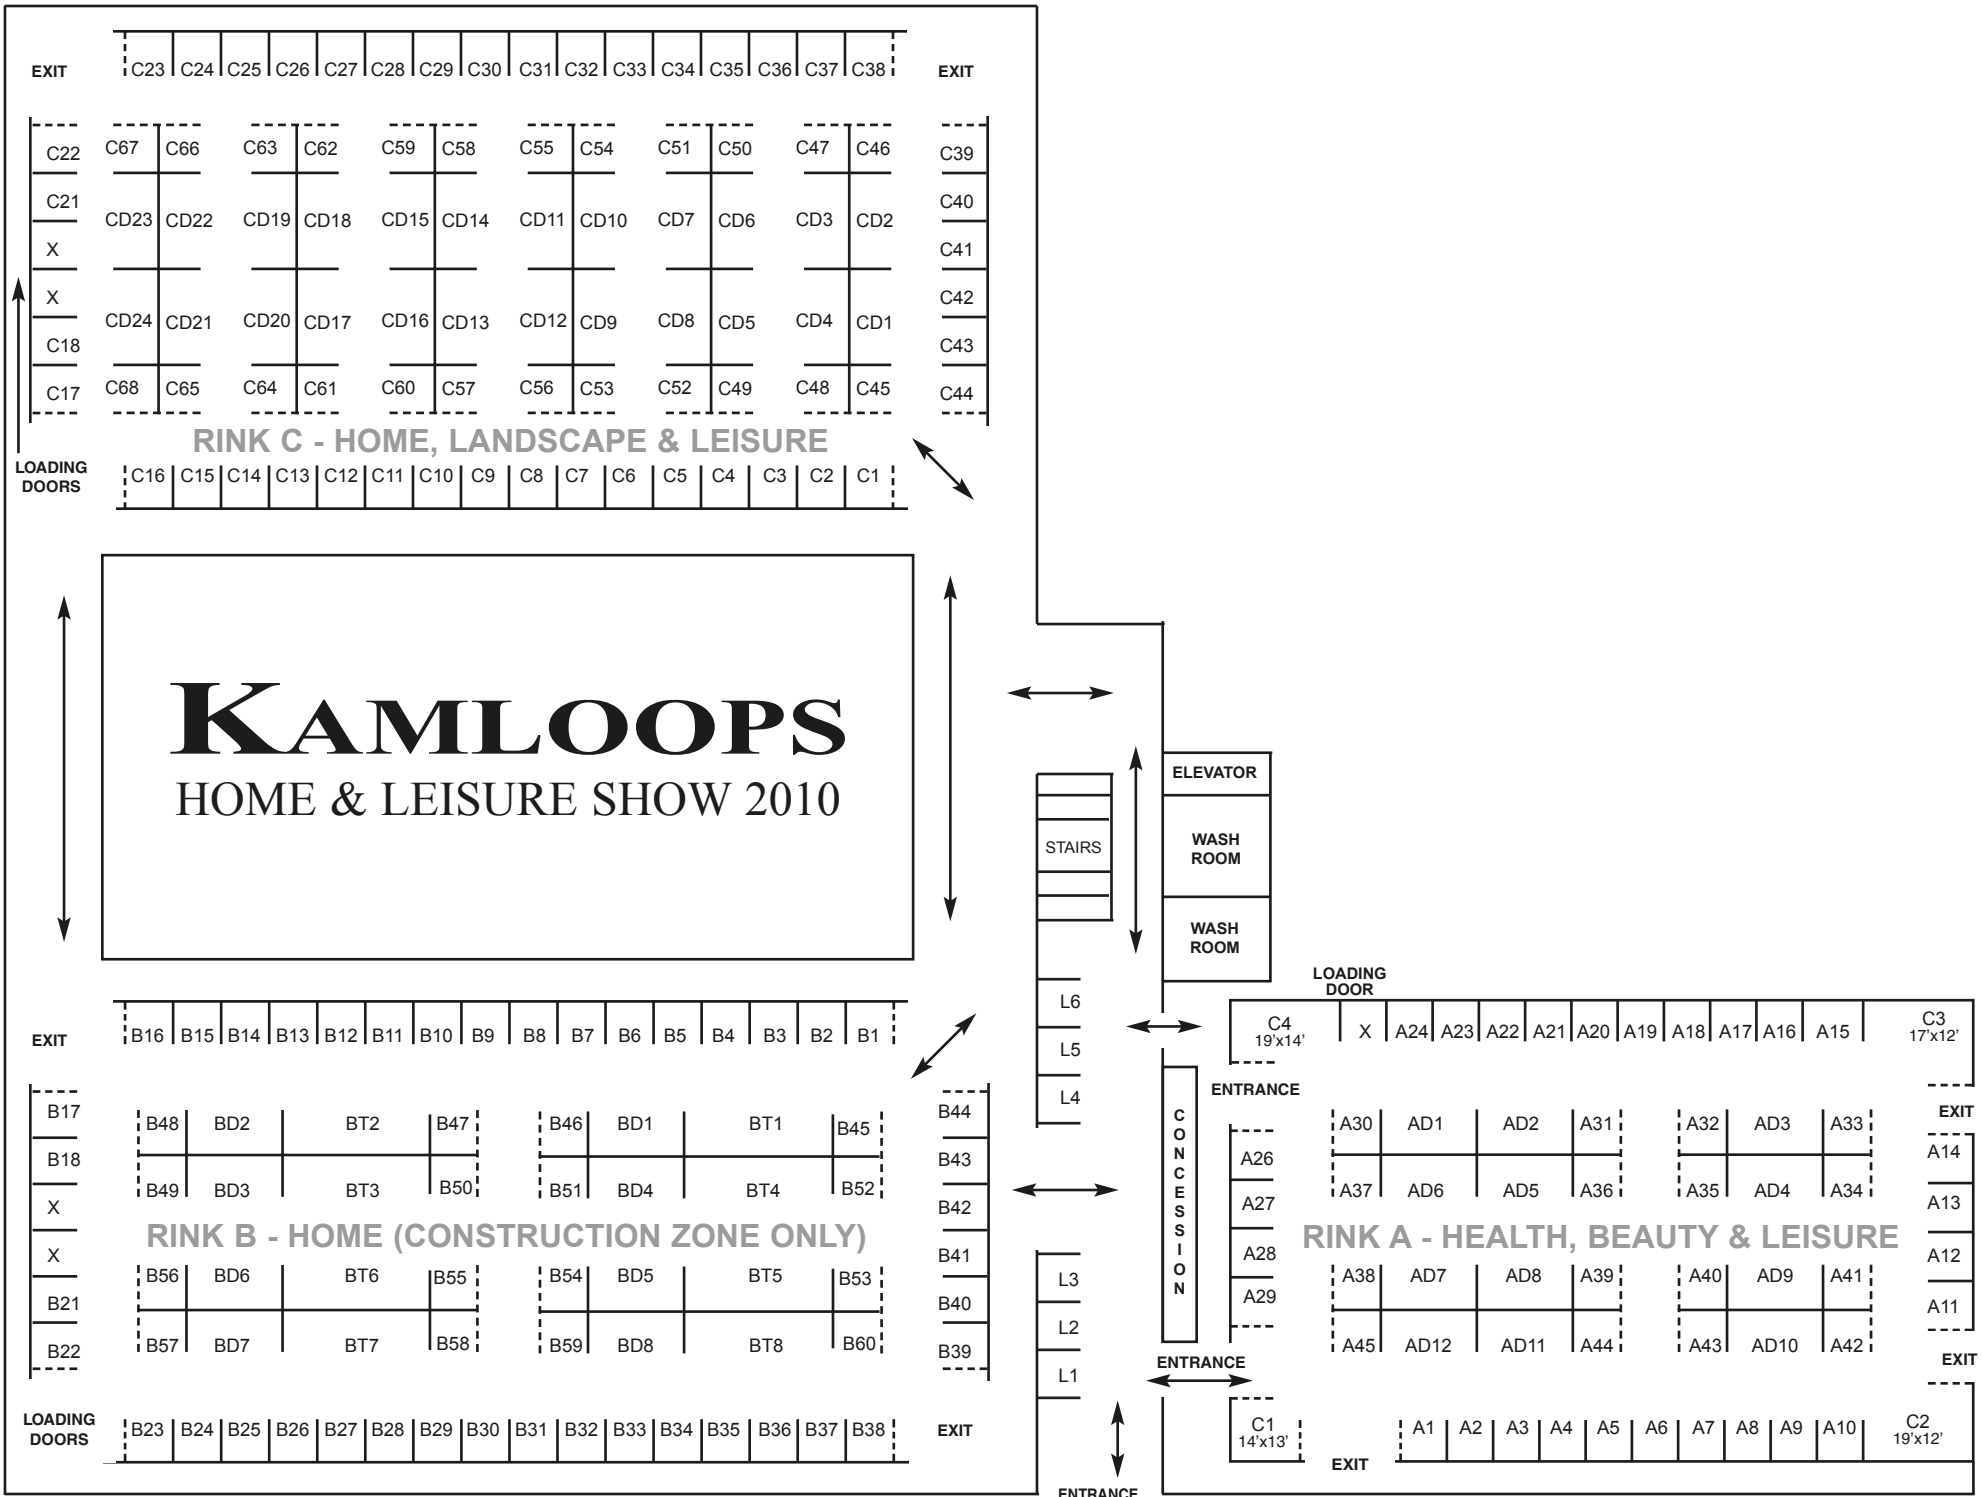 EXIT C23 C24 C25 C26 C27 C28 C29 C30 C31 C32 C33 C34 C35 C36 C37 C38 EXIT
C22 C67 C66 C63 C62 C59 C58 C55 C54 C51 C50 C47 C46 C39
C21 CD23 CD22 CD19 CD18 CD15 CD14 CD11 CD10 CD7 CD6 CD3 CD2 C40
X C41
X C42
CD24 CD21 CD20 CD17 CD16 CD13 CD12 CD9 CD8 CD5 CD4 CD1
C18 C43
C17 C68 C65 C64 C61 C60 C57 C56 C53 C52 C49 C48 C45 C44
RINK C - HOME, LANDSCAPE & LEISURE
LOADING
DOORS
C16 C15 C14 C13 C12 C11 C10 C9 C8 C7 C6 C5 C4 C3 C2 C1
KAMLOOPS
HOME & LEISURE SHOW 2010
ELEVATOR
WASH
ROOM
STAIRS
WASH
ROOM
L6
L5
L4
EXIT B16 B15 B14 B13 B12 B11 B10 B9 B8 B7 B6 B5 B4 B3 B2 B1
B17 B48 BD2 BT2 B47 B46 BD1 BT1 B45 B44
B18 B43
B49 BD3 BT3 B50 B51 BD4 BT4 B52
X B42
RINK B - HOME (CONSTRUCTION ZONE ONLY)
X B41
B56 BD6 BT6 B55 B54 BD5 BT5 B53
B21 B40
B57 BD7 BT7 B58 B59 BD8 BT8 B60
B22 B39
LOADING
DOORS
B23 B24 B25 B26 B27 B28 B29 B30 B31 B32 B33 B34 B35 B36 B37 B38 EXIT
L3
L2
L1
CONCESSION
ENTRANCE
ENTRANCE
LOADING
DOOR
C4
19'x14'
X A24 A23 A22 A21 A20 A19 A18 A17 A16 A15
C3
17'x12'
ENTRANCE
EXIT
A30 AD1 AD2 A31 A32 AD3 A33
A26 A14
A37 AD6 AD5 A36 A35 AD4 A34
A27 A13
RINK A - HEALTH, BEAUTY & LEISURE
A28 A12
A38 AD7 AD8 A39 A40 AD9 A41
A29 A11
A45 AD12 AD11 A44 A43 AD10 A42
EXIT
C1
14'x13'
A1 A2 A3 A4 A5 A6 A7 A8 A9 A10
C2
19'x12'
EXIT